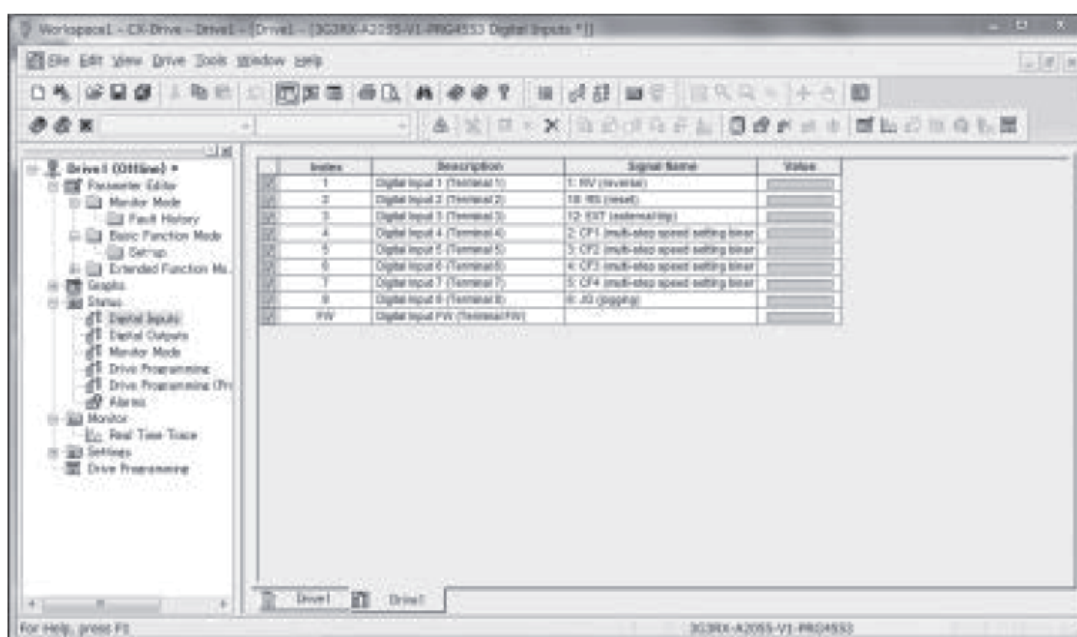 Workspace1 - CX-Drive - Drive1 - [Drive1 - [3G3RX-A2055-V1-PRG4553 Digital Inputs *]]
File Edit View Drive Tools Window Help
Drive1 (Offline) *
Parameter Editor
Monitor Mode
Fault History
Basic Function Mode
Set-up
Extended Function Mo
Graphs
Status
Digital Inputs
Digital Outputs
Monitor Mode
Drive Programming
Drive Programming (Pr
Alarms
Monitor
Real Time Trace
Settings
Drive Programming
Index Description Signal Name Value
1 Digital Input 1 (Terminal 1) 1: RV (reverse)
2 Digital Input 2 (Terminal 2) 18: RS (reset)
3 Digital Input 3 (Terminal 3) 12: EXT (external trip)
4 Digital Input 4 (Terminal 4) 2: CF1 (multi-step speed setting binar
5 Digital Input 5 (Terminal 5) 3: CF2 (multi-step speed setting binar
6 Digital Input 6 (Terminal 6) 4: CF3 (multi-step speed setting binar
7 Digital Input 7 (Terminal 7) 5: CF4 (multi-step speed setting binar
8 Digital Input 8 (Terminal 8) 6: JG (jogging)
FW Digital Input FW (Terminal FW)
Drive1 Drive1
For Help, press F1 3G3RX-A2055-V1-PRG4553